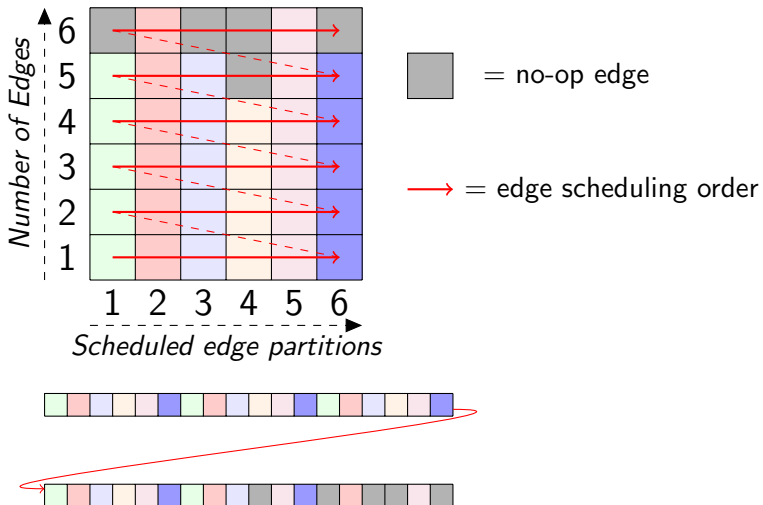 6
5
4
3
2
1
Number of Edges
1 2 3 4 5 6
Scheduled edge partitions
= no-op edge
= edge scheduling order